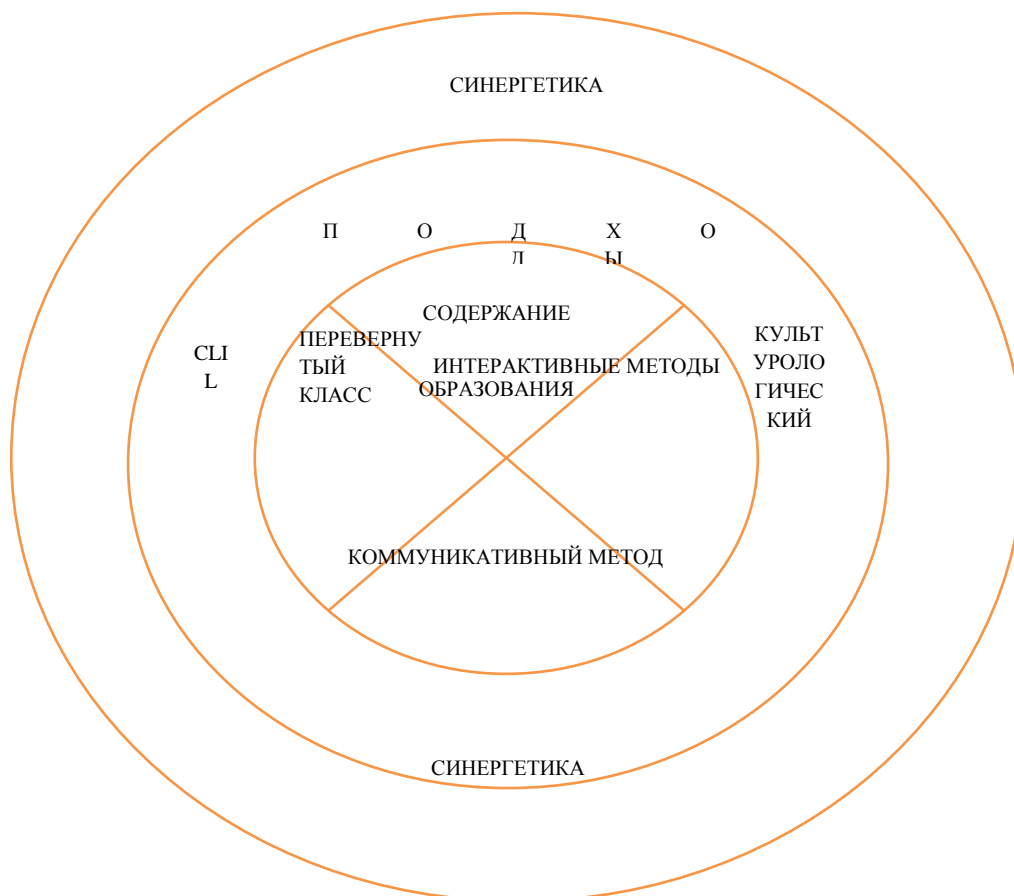 СИНЕРГЕТИКА
П О Д Х О
Д Ы
СОДЕРЖАНИЕ
ПЕРЕВЕРНУ
ТЫЙ
КЛАСС
ИНТЕРАКТИВНЫЕ МЕТОДЫ
ОБРАЗОВАНИЯ
CLI
L
КУЛЬТ
УРОЛО
ГИЧЕС
КИЙ
КОММУНИКАТИВНЫЙ МЕТОД
СИНЕРГЕТИКА